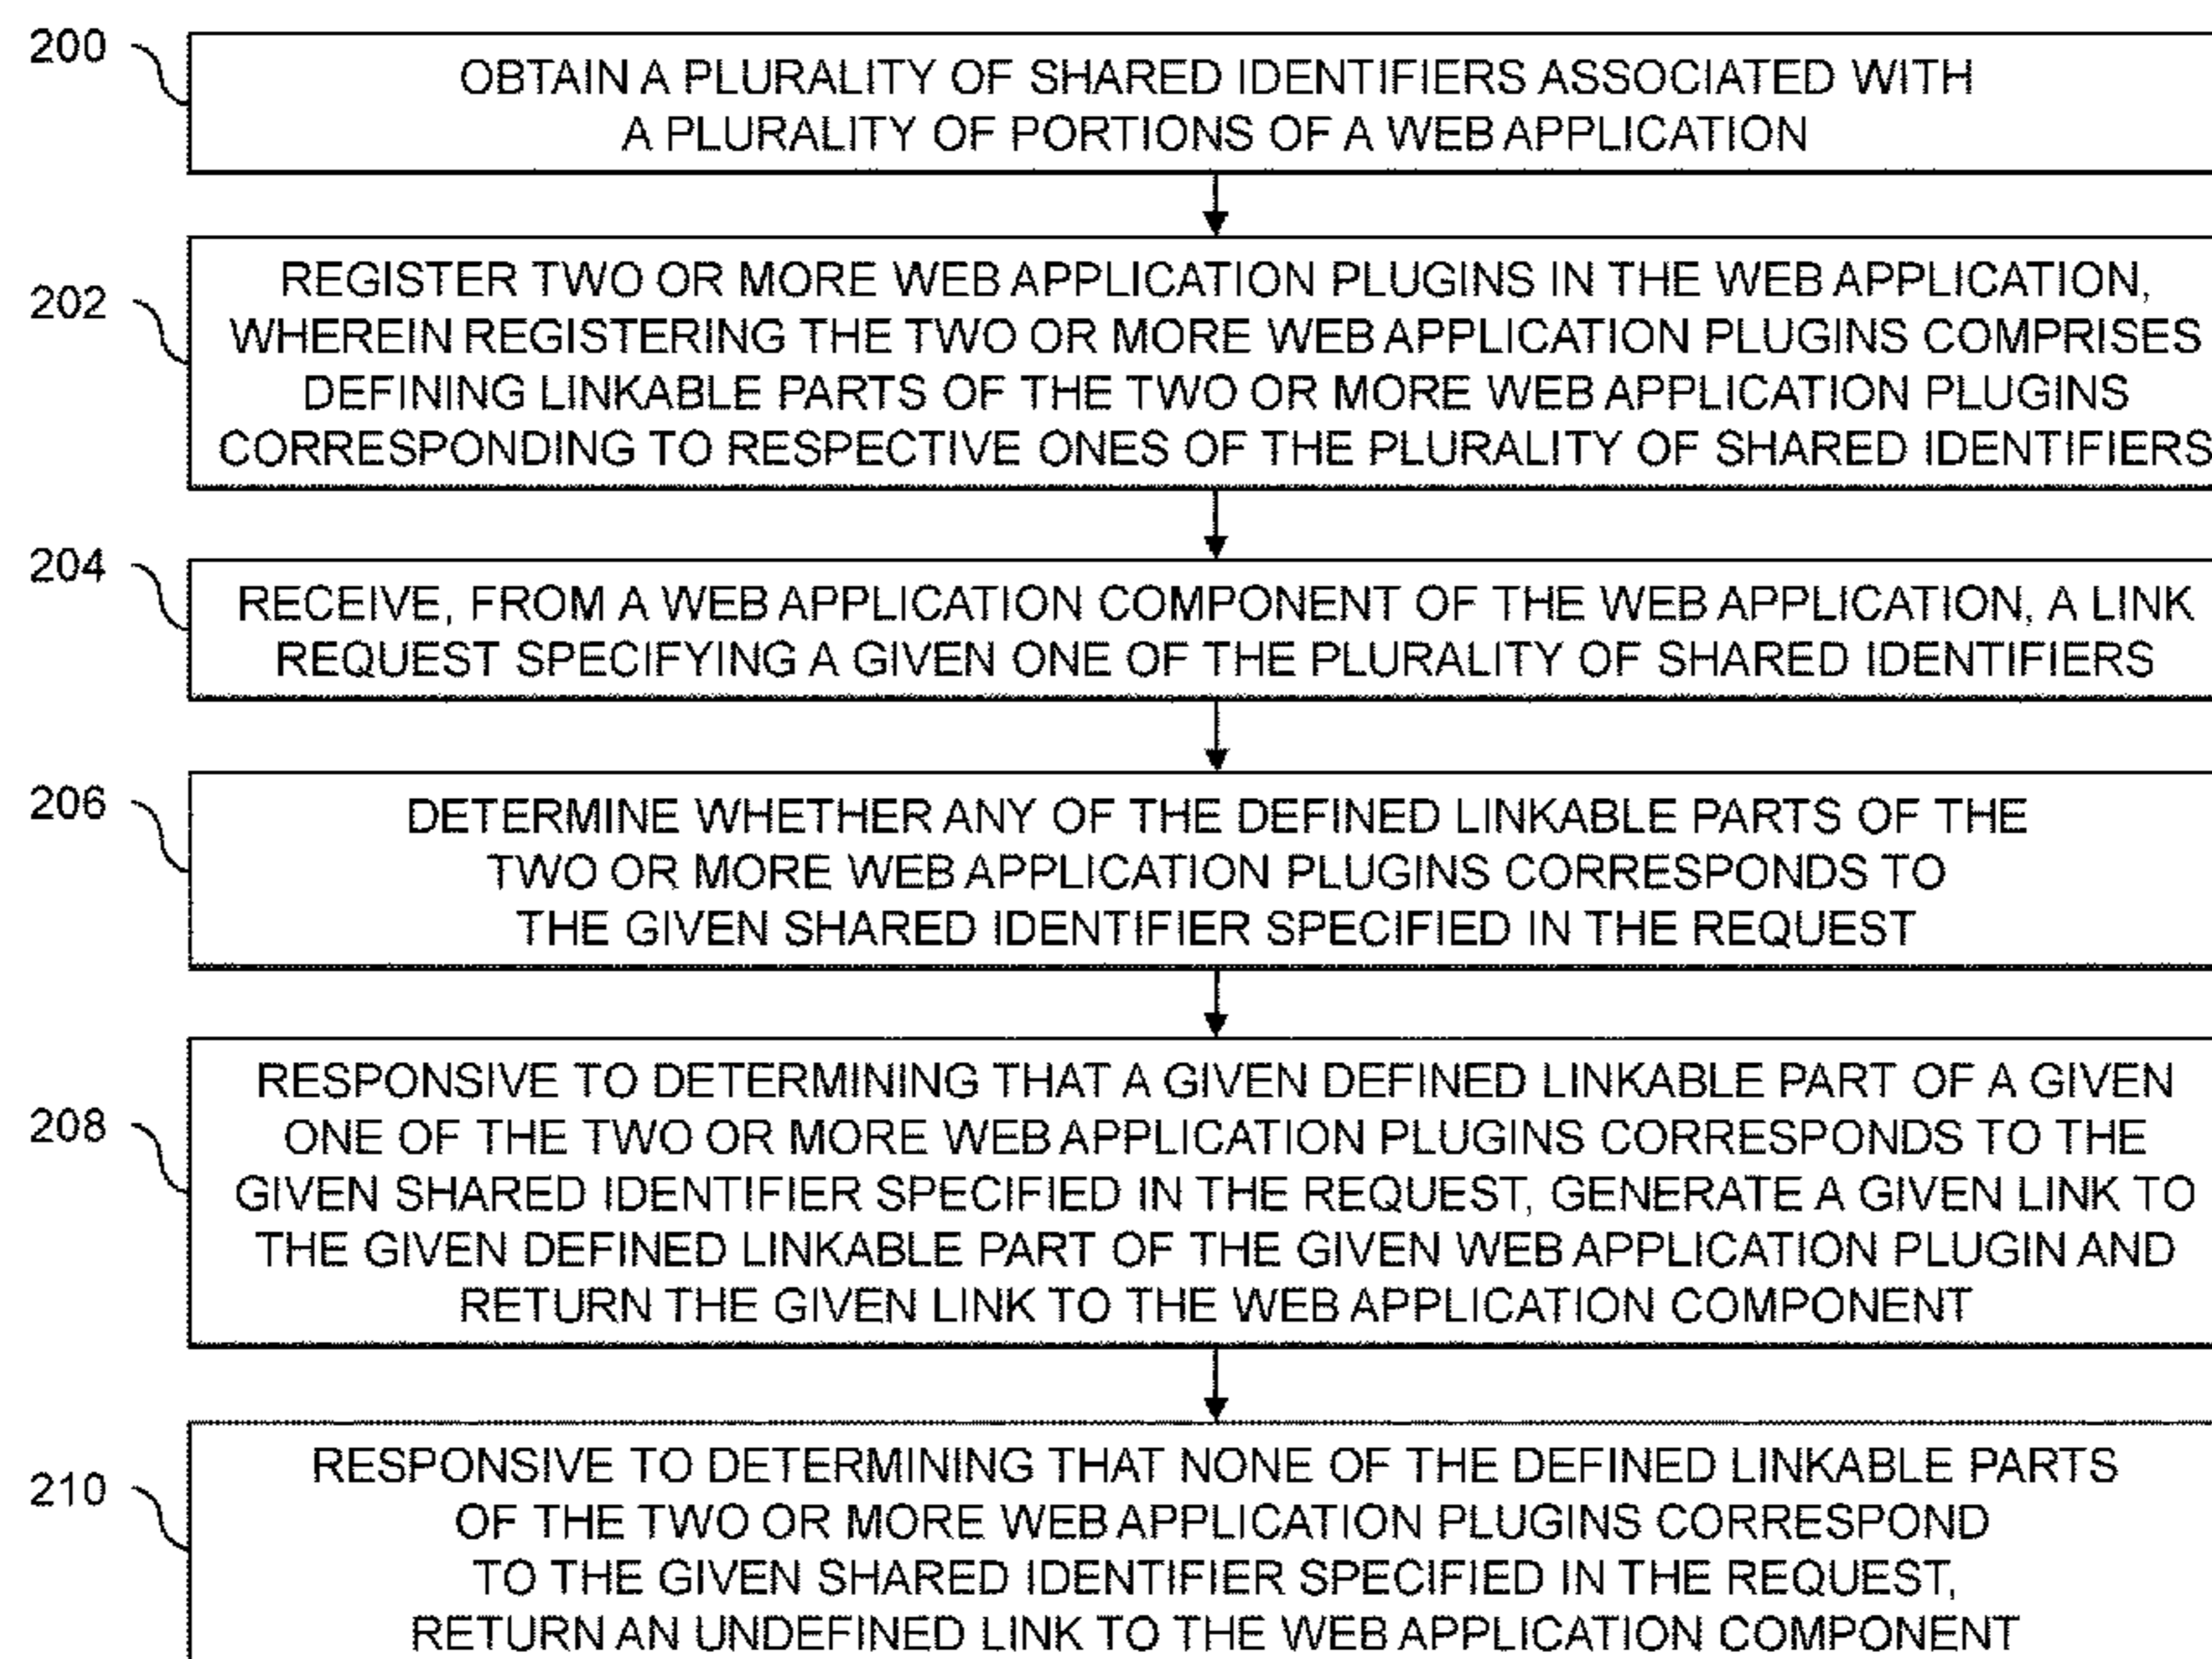 200
OBTAIN A PLURALITY OF SHARED IDENTIFIERS ASSOCIATED WITH
A PLURALITY OF PORTIONS OF A WEB APPLICATION
202
REGISTER TWO OR MORE WEB APPLICATION PLUGINS IN THE WEB APPLICATION,
WHEREIN REGISTERING THE TWO OR MORE WEB APPLICATION PLUGINS COMPRISES
DEFINING LINKABLE PARTS OF THE TWO OR MORE WEB APPLICATION PLUGINS
CORRESPONDING TO RESPECTIVE ONES OF THE PLURALITY OF SHARED IDENTIFIERS
204
RECEIVE, FROM A WEB APPLICATION COMPONENT OF THE WEB APPLICATION, A LINK
REQUEST SPECIFYING A GIVEN ONE OF THE PLURALITY OF SHARED IDENTIFIERS
206
DETERMINE WHETHER ANY OF THE DEFINED LINKABLE PARTS OF THE
TWO OR MORE WEB APPLICATION PLUGINS CORRESPONDS TO
THE GIVEN SHARED IDENTIFIER SPECIFIED IN THE REQUEST
208
RESPONSIVE TO DETERMINING THAT A GIVEN DEFINED LINKABLE PART OF A GIVEN
ONE OF THE TWO OR MORE WEB APPLICATION PLUGINS CORRESPONDS TO THE
GIVEN SHARED IDENTIFIER SPECIFIED IN THE REQUEST, GENERATE A GIVEN LINK TO
THE GIVEN DEFINED LINKABLE PART OF THE GIVEN WEB APPLICATION PLUGIN AND
RETURN THE GIVEN LINK TO THE WEB APPLICATION COMPONENT
210
RESPONSIVE TO DETERMINING THAT NONE OF THE DEFINED LINKABLE PARTS
OF THE TWO OR MORE WEB APPLICATION PLUGINS CORRESPOND
TO THE GIVEN SHARED IDENTIFIER SPECIFIED IN THE REQUEST,
RETURN AN UNDEFINED LINK TO THE WEB APPLICATION COMPONENT